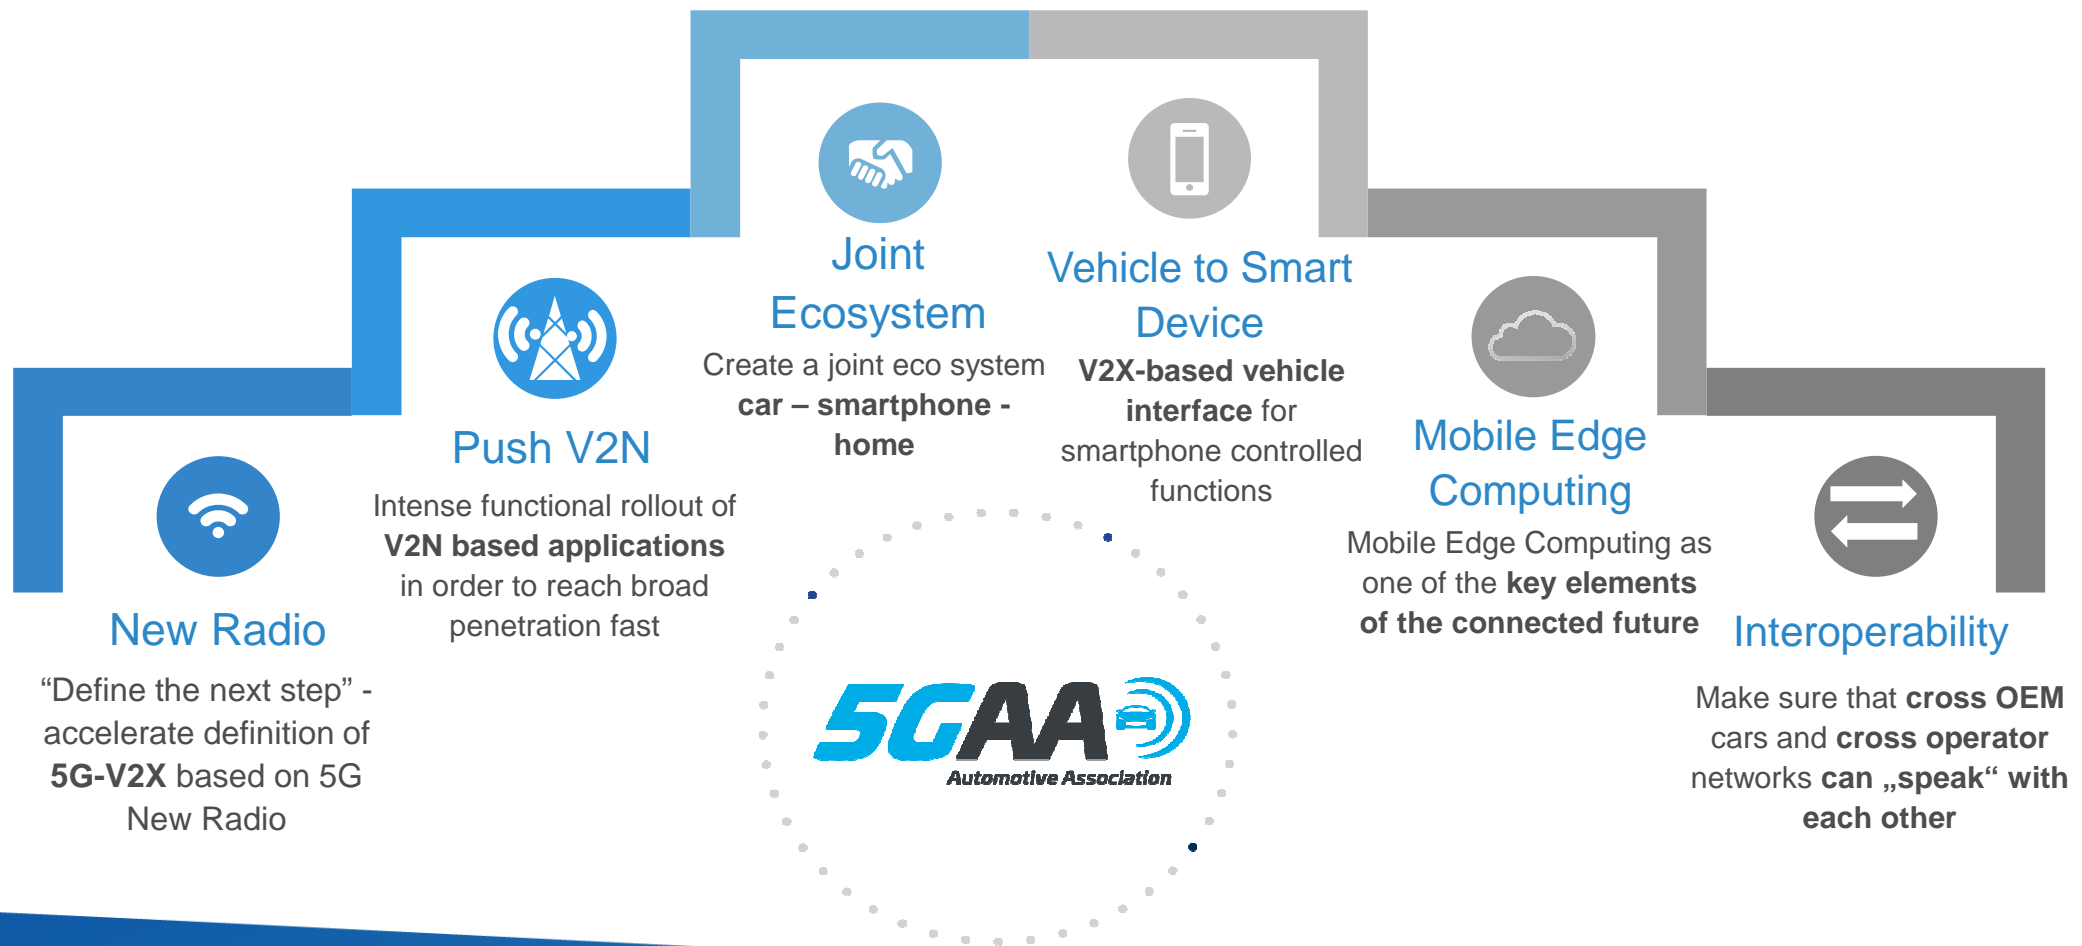 New Radio
“Define the next step” -
accelerate definition of
5G-V2X based on 5G
New Radio
Push V2N
Intense functional rollout of
V2N based applications
in order to reach broad
penetration fast
Joint
Ecosystem
Create a joint eco system
car – smartphone -
home
Vehicle to Smart
Device
V2X-based vehicle
interface for
smartphone controlled
functions
Mobile Edge
Computing
Mobile Edge Computing as
one of the key elements
of the connected future
Interoperability
Make sure that cross OEM
cars and cross operator
networks can „speak“ with
each other
5GAA
Automotive Association